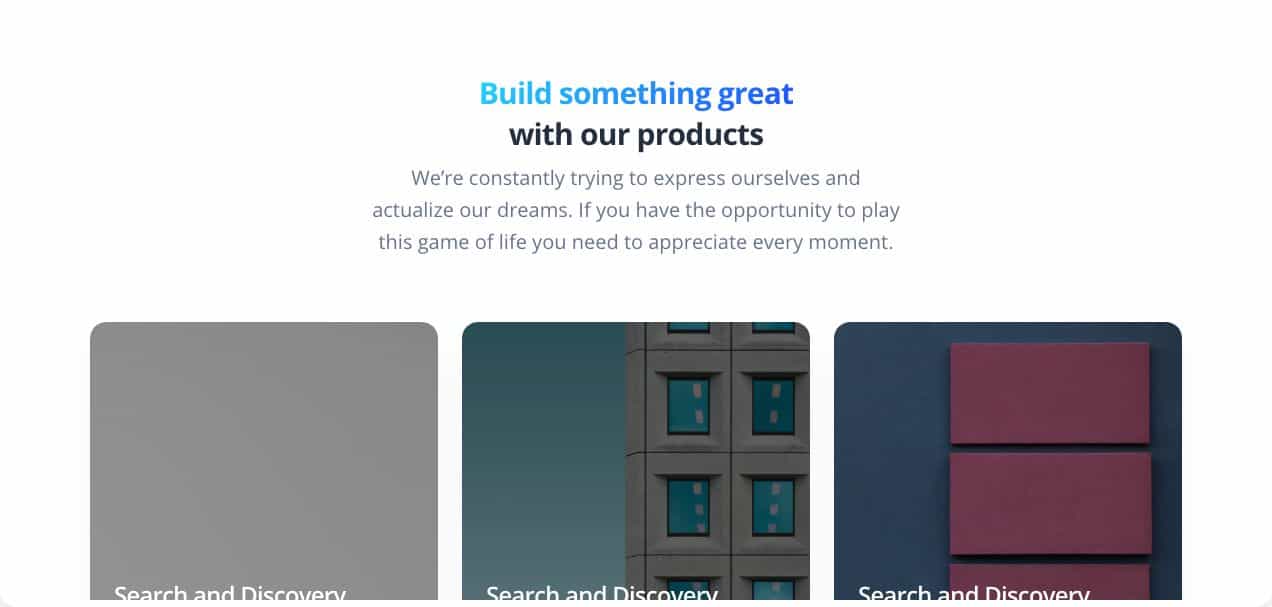 Build something great
with our products
We’re constantly trying to express ourselves and
actualize our dreams. If you have the opportunity to play
this game of life you need to appreciate every moment.
Search and Discovery
Search and Discovery
Search and Discovery